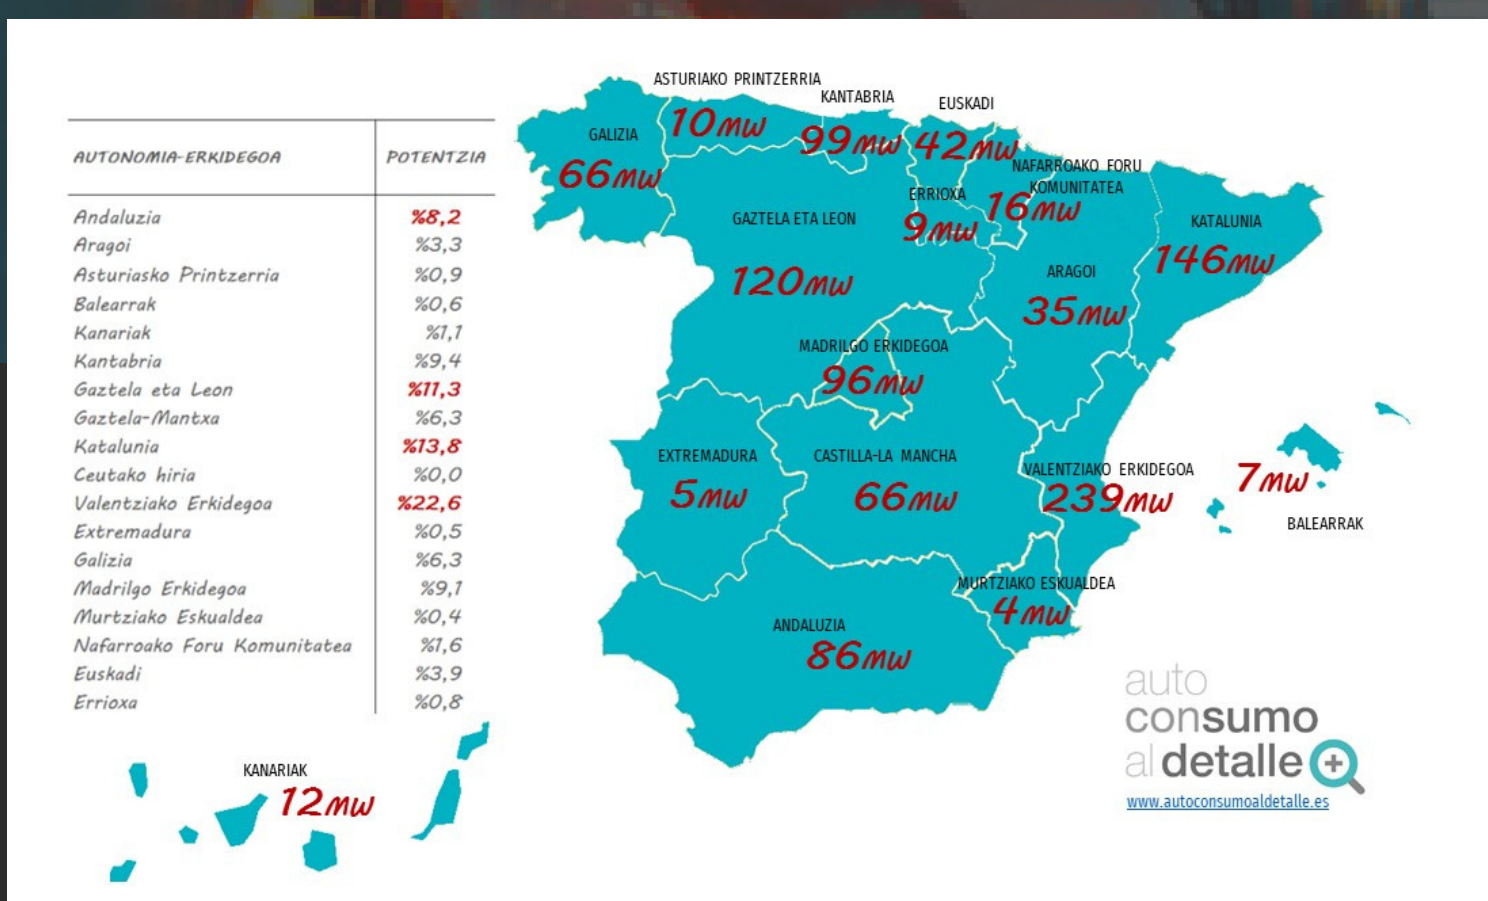 AUTONOMIA-ERKIDEGOA POTENTZIA
Andaluzia %8,2
Aragoi %3,3
Asturiasko Printzerria %0,9
Balearrak %0,6
Kanariak %1,1
Kantabria %9,4
Gaztela eta Leon %11,3
Gaztela-Mantxa %6,3
Katalunia %13,8
Ceutako hiria %0,0
Valentziako Erkidegoa %22,6
Extremadura %0,5
Galizia %6,3
Madrilgo Erkidegoa %9,1
Murtziako Eskualdea %0,4
Nafarroako Foru Komunitatea %1,6
Euskadi %3,9
Errioxa %0,8
ASTURIAKO PRINTZERRIA
10MW
KANTABRIA
99MW
EUSKADI
42MW
GALIZIA
66MW
NAFARROAKO FORU
KOMUNITATEA
16MW
ERRIOXA
9MW
GAZTELA ETA LEON
120MW
KATALUNIA
146MW
ARAGOI
35MW
MADRILGO ERKIDEGOA
96MW
EXTREMADURA
5MW
CASTILLA-LA MANCHA
66MW
VALENTZIAKO ERKIDEGOA
239MW
7MW
BALEARRAK
MURTZIAKO ESKUALDEA
4MW
ANDALUZIA
86MW
KANARIAK
12MW
auto
consumo
al detalle
www.autoconsumoaldetalle.es